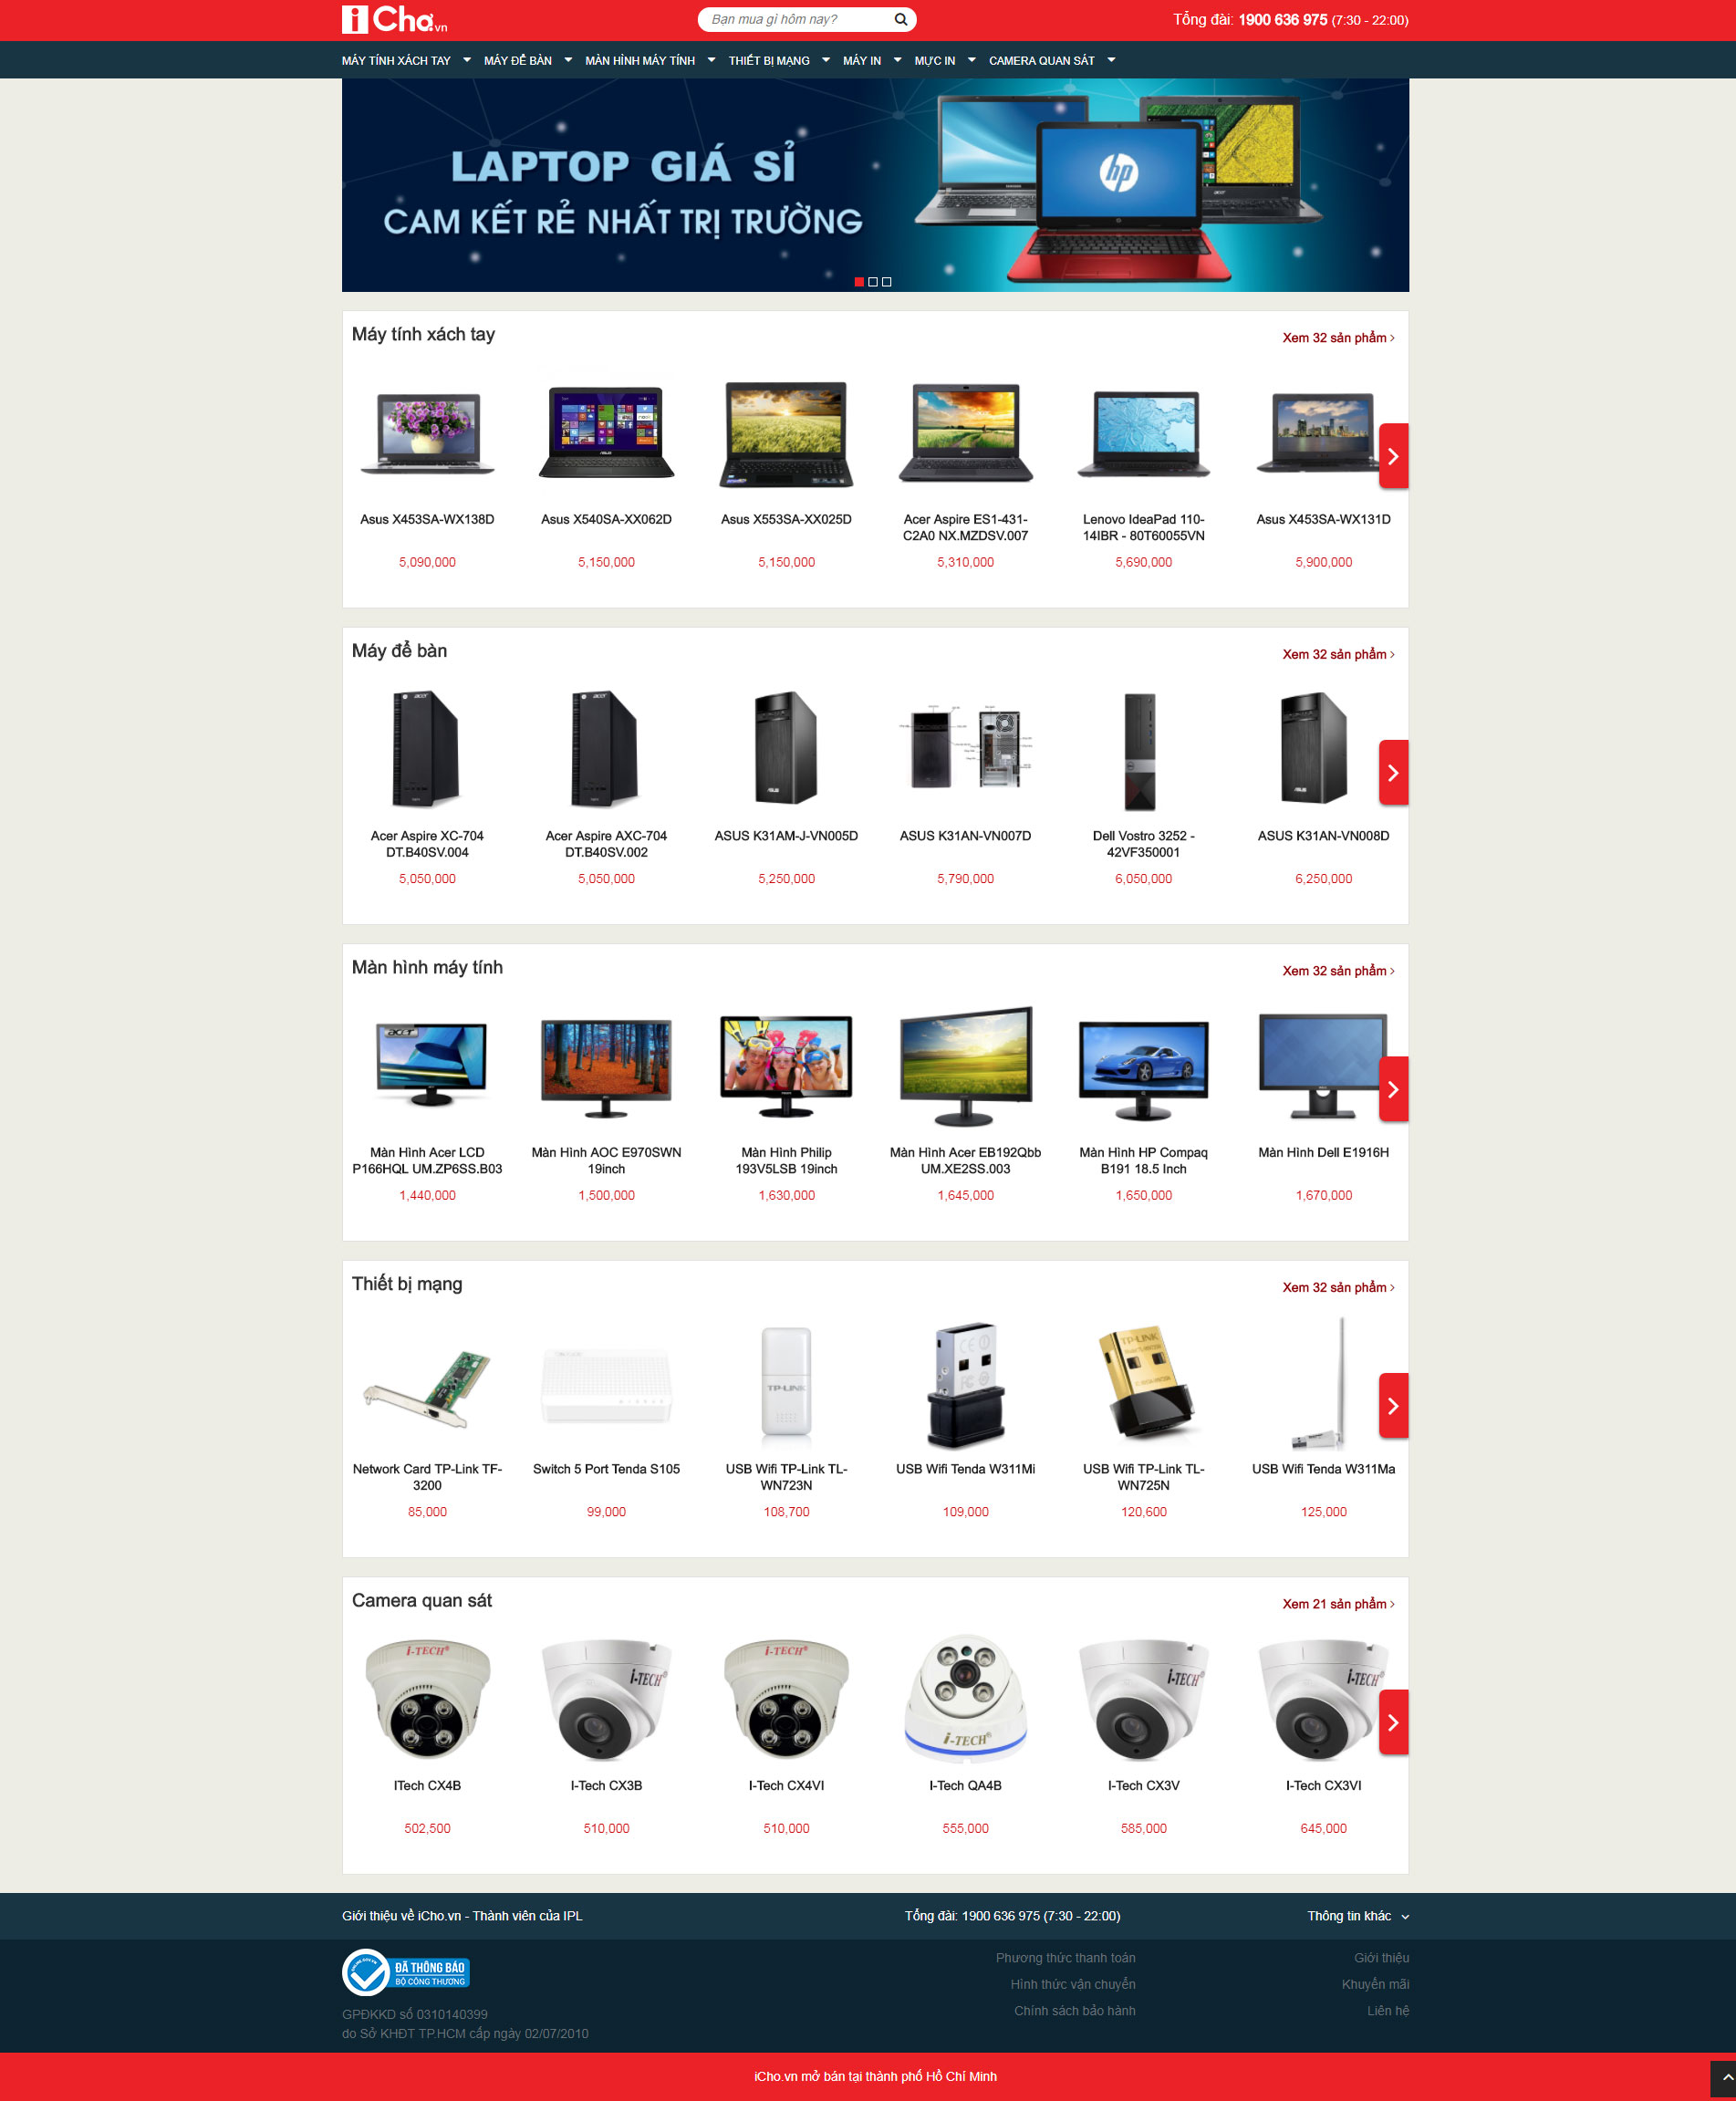 iChợ.vn
Bạn mua gì hôm nay?
Tổng đài: 1900 636 975 (7:30 - 22:00)
MÁY TÍNH XÁCH TAY MÁY ĐỂ BÀN MÀN HÌNH MÁY TÍNH THIẾT BỊ MẠNG MÁY IN MỰC IN CAMERA QUAN SÁT
LAPTOP GIÁ SỈ
CAM KẾT RẺ NHẤT TRỊ TRƯỜNG
hp
Máy tính xách tay
Xem 32 sản phẩm
Asus X453SA-WX138D
5,090,000
Asus X540SA-XX062D
5,150,000
Asus X553SA-XX025D
5,150,000
Acer Aspire ES1-431-
C2A0 NX.MZDSV.007
5,310,000
Lenovo IdeaPad 110-
14IBR - 80T60055VN
5,690,000
Asus X453SA-WX131D
5,900,000
Máy để bàn
Xem 32 sản phẩm
Acer Aspire XC-704
DT.B40SV.004
5,050,000
Acer Aspire AXC-704
DT.B40SV.002
5,050,000
ASUS K31AM-J-VN005D
5,250,000
ASUS K31AN-VN007D
5,790,000
Dell Vostro 3252 -
42VF350001
6,050,000
ASUS K31AN-VN008D
6,250,000
Màn hình máy tính
Xem 32 sản phẩm
Màn Hình Acer LCD
P166HQL UM.ZP6SS.B03
1,440,000
Màn Hình AOC E970SWN
19inch
1,500,000
Màn Hình Philip
193V5LSB 19inch
1,630,000
Màn Hình Acer EB192Qbb
UM.XE2SS.003
1,645,000
Màn Hình HP Compaq
B191 18.5 Inch
1,650,000
Màn Hình Dell E1916H
1,670,000
Thiết bị mạng
Xem 32 sản phẩm
TP-LINK
TP-LINK
Network Card TP-Link TF-
3200
85,000
Switch 5 Port Tenda S105
99,000
USB Wifi TP-Link TL-
WN723N
108,700
USB Wifi Tenda W311Mi
109,000
USB Wifi TP-Link TL-
WN725N
120,600
USB Wifi Tenda W311Ma
125,000
Camera quan sát
Xem 21 sản phẩm
i-TECH®
i-TECH®
i-TECH®
i-TECH®
i-TECH®
i-TECH®
ITech CX4B
502,500
I-Tech CX3B
510,000
I-Tech CX4VI
510,000
I-Tech QA4B
555,000
I-Tech CX3V
585,000
I-Tech CX3VI
645,000
Giới thiệu về iCho.vn - Thành viên của IPL
Tổng đài: 1900 636 975 (7:30 - 22:00)
Thông tin khác
ĐÃ THÔNG BÁO
BỘ CÔNG THƯƠNG
GPĐKKD số 0310140399
do Sở KHĐT TP.HCM cấp ngày 02/07/2010
Phương thức thanh toán
Hình thức vận chuyển
Chính sách bảo hành
Giới thiệu
Khuyến mãi
Liên hệ
iCho.vn mở bán tại thành phố Hồ Chí Minh